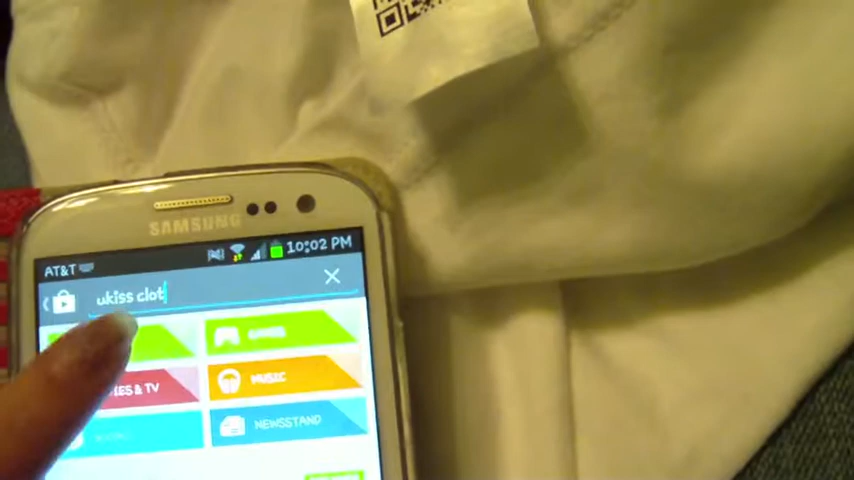 SAMSUNG
AT&T
10:02 PM
ukiss clot
GAMES
IES & TV
MUSIC
NEWSSTAND